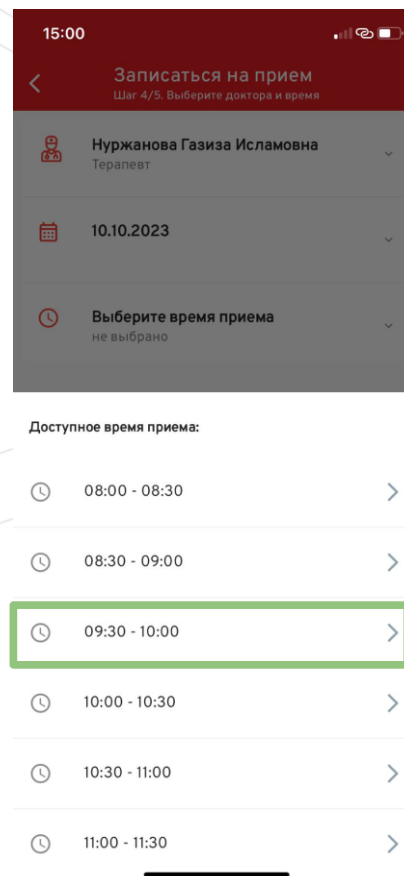 15:00
Записаться на прием
Шаг 4/5. Выберите доктора и время
Нуржанова Газиза Исламовна
Терапевт
10.10.2023
Выберите время приема
не выбрано
Доступное время приема:
08:00 - 08:30
08:30 - 09:00
09:30 - 10:00
10:00 - 10:30
10:30 - 11:00
11:00 - 11:30